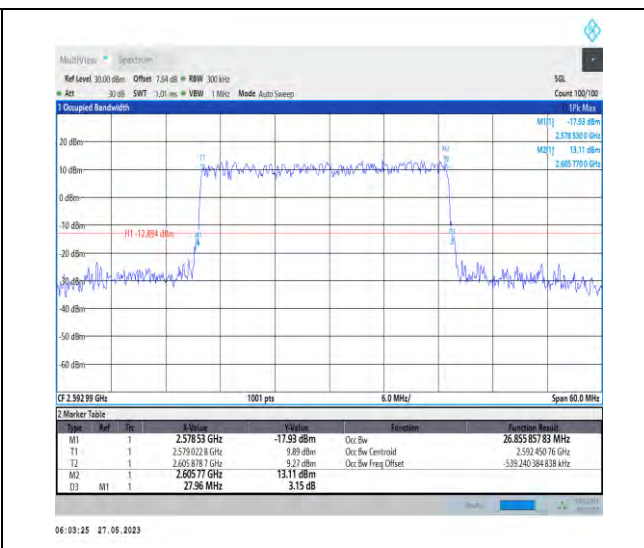 MultiView Spectrum
Ref Level 30.00 dBm Offset 7.64 dB RBW 300 kHz SGL
Att 30 dB SWT 1.01 ms VBW 1 MHz Mode Auto Sweep Count 100/100
1 Occupied Bandwidth 1Pk Max
M1[1] -17.93 dBm
2.578 530 0 GHz
20 dBm
M2[1] 13.11 dBm
2.605 770 0 GHz
M2
T1
10 dBm
0 dBm
-10 dBm
H1 -12.894 dBm
-20 dBm
-30 dBm
-40 dBm
-50 dBm
-60 dBm
CF 2.592 99 GHz 1001 pts 6.0 MHz/ Span 60.0 MHz
2 Marker Table
Type Ref Trc X-Value Y-Value Function Function Result
M1 1 2.578 53 GHz -17.93 dBm Occ Bw 26.855 857 83 MHz
T1 1 2.579 022 8 GHz 9.89 dBm Occ Bw Centroid 2.592 450 76 GHz
T2 1 2.605 878 7 GHz 9.27 dBm Occ Bw Freq Offset -539.240 384 838 kHz
M2 1 2.605 77 GHz 13.11 dBm
D3 M1 1 27.96 MHz 3.15 dB
06:03:25 27.05.2023